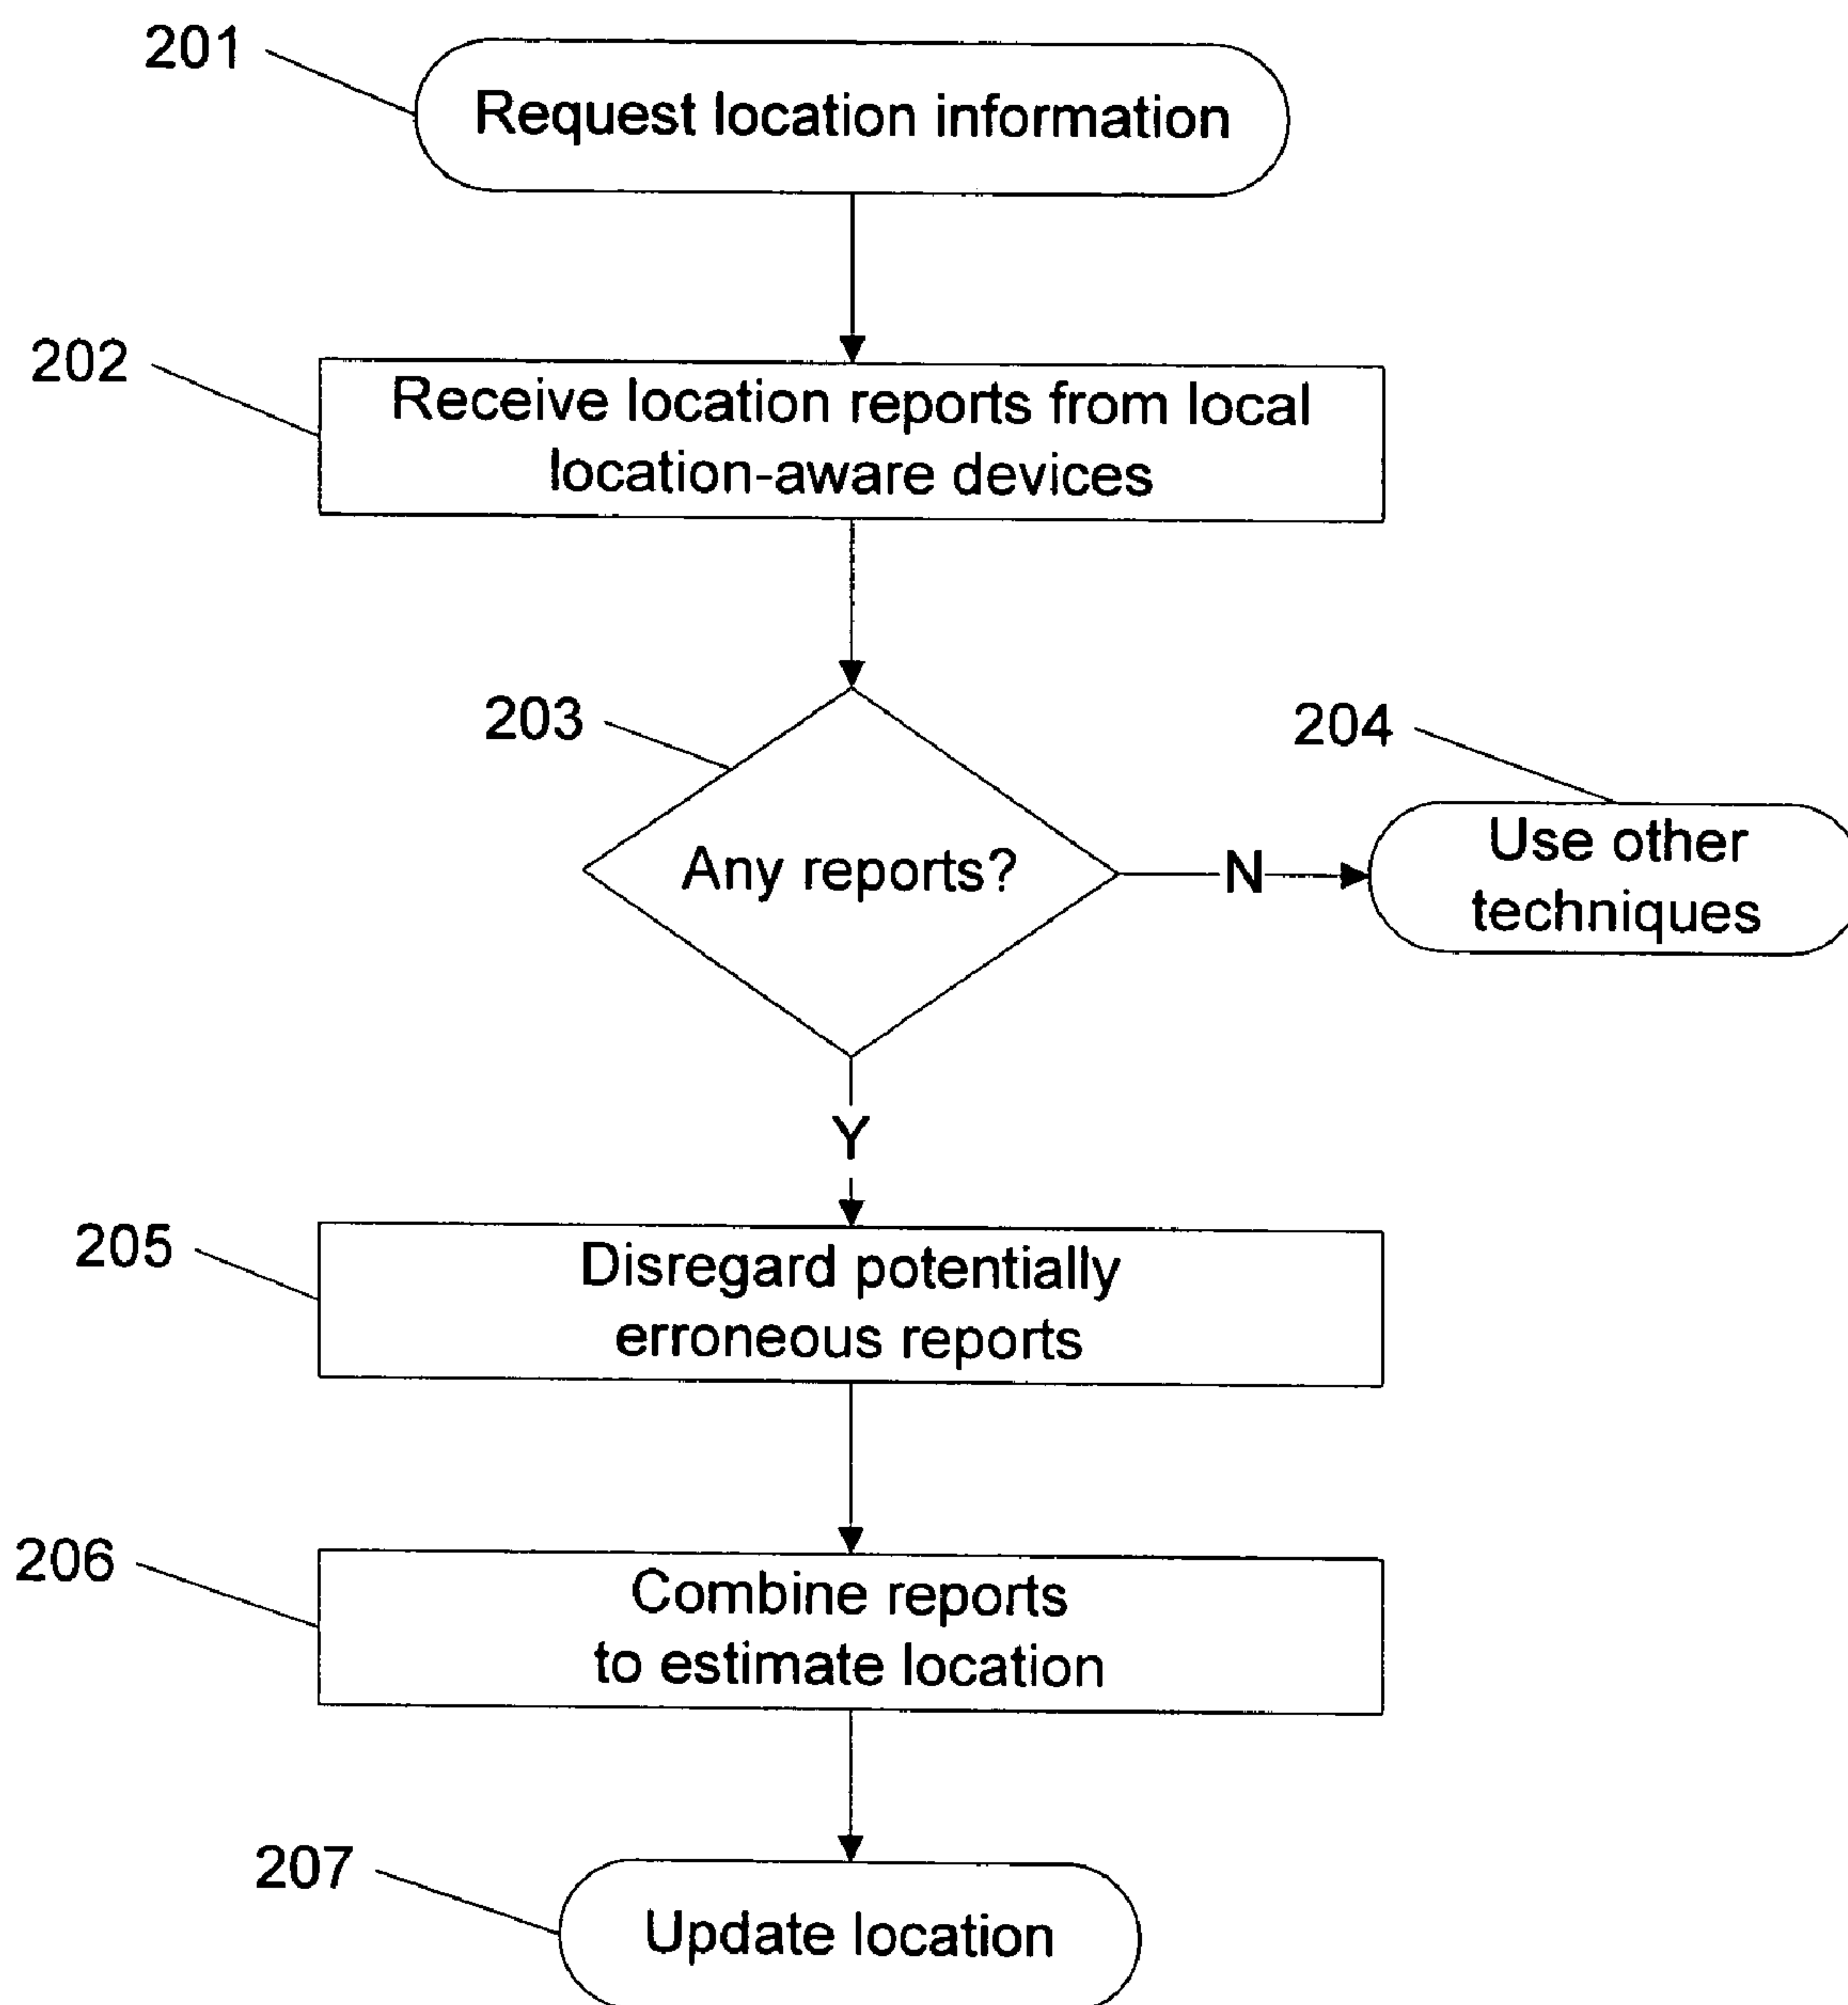 201
Request location information
202
Receive location reports from local
location-aware devices
203
Any reports?
N
204
Use other
techniques
Y
205
Disregard potentially
erroneous reports
206
Combine reports
to estimate location
207
Update location